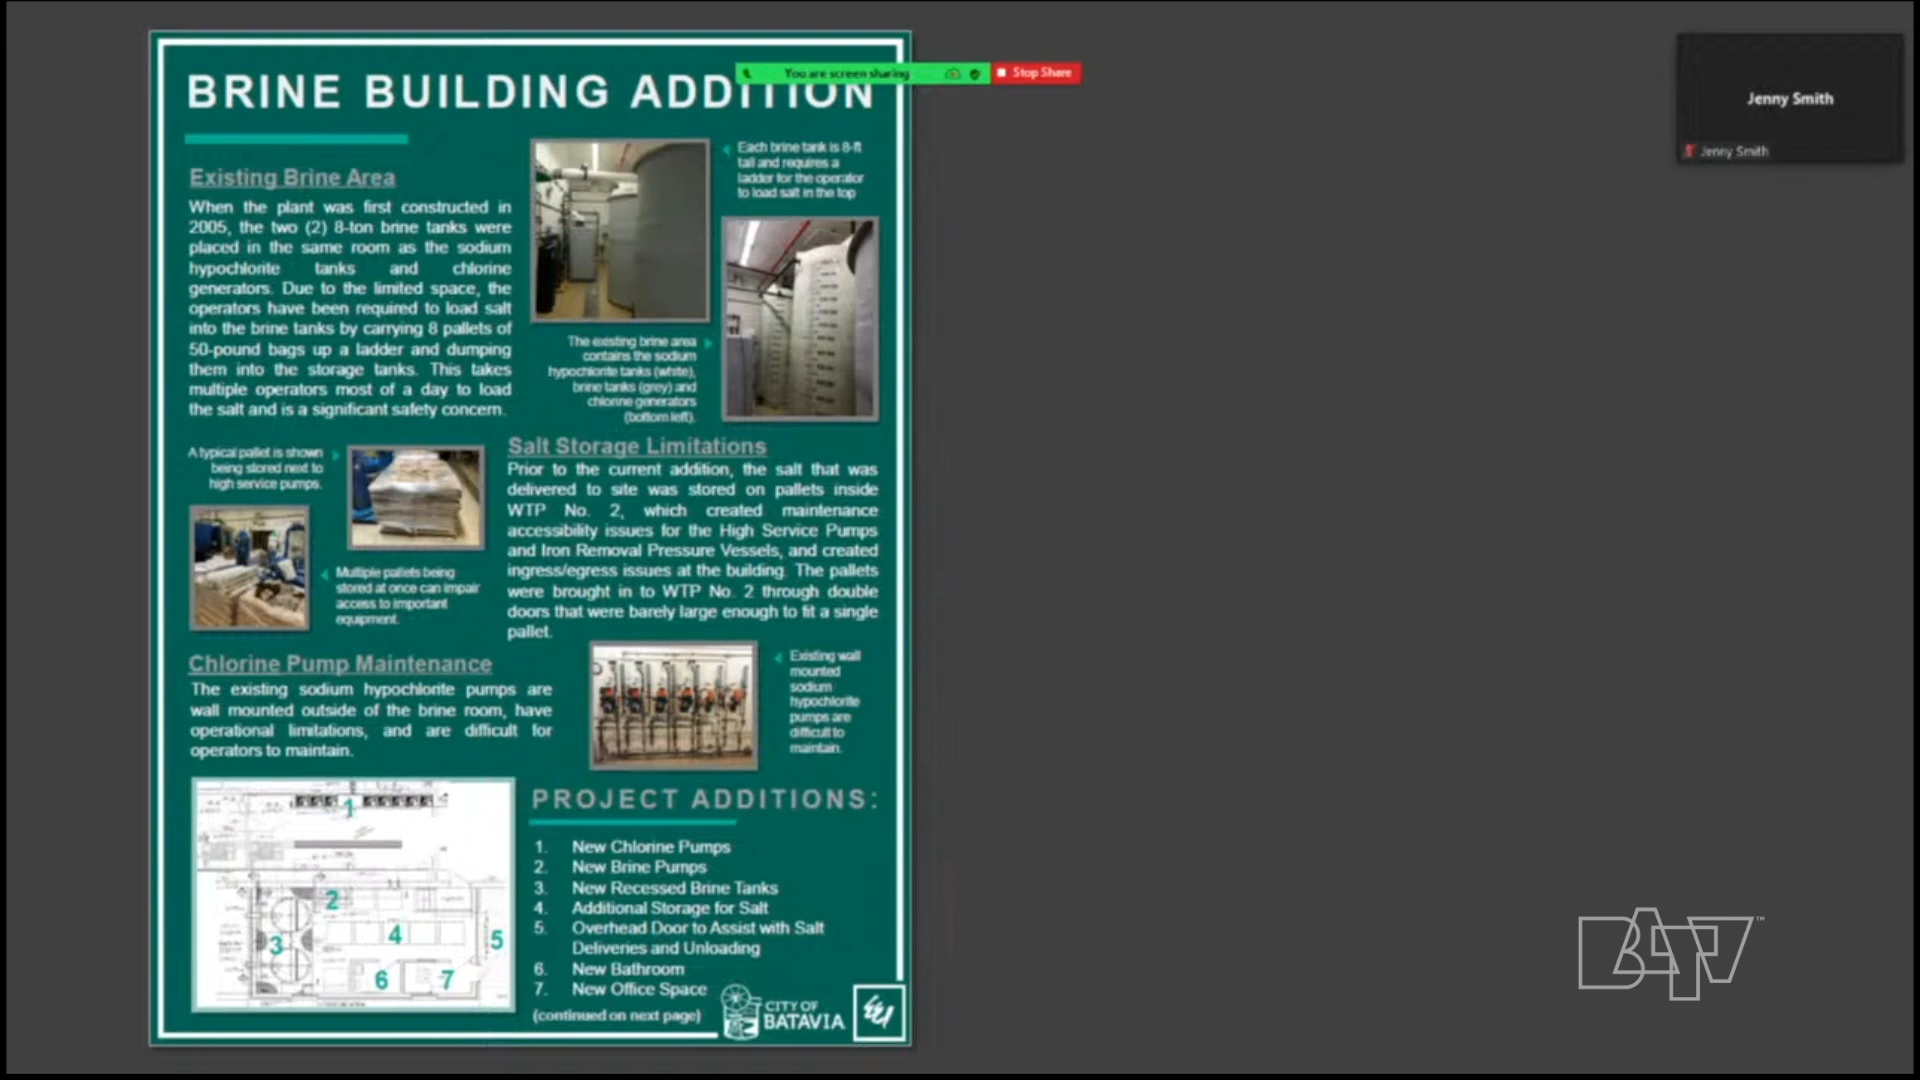 BRINE BUILDING ADDITION
You are screen sharing
Stop Share
Jenny Smith
Jenny Smith
Each brine tank is 8-ft
tall and requires a
ladder for the operator
to load salt in the top
Existing Brine Area
When the plant was first constructed in
2005, the two (2) 8-ton brine tanks were
placed in the same room as the sodium
hypochlorite tanks and chlorine
generators. Due to the limited space, the
operators have been required to load salt
into the brine tanks by carrying 8 pallets of
50-pound bags up a ladder and dumping
them into the storage tanks. This takes
multiple operators most of a day to load
the salt and is a significant safety concern.
The existing brine area
contains the sodium
hypochlorite tanks (white),
brine tanks (grey) and
chlorine generators
(bottom left).
A typical pallet is shown
being stored next to
high service pumps.
Multiple pallets being
stored at once can impair
access to important
equipment.
Salt Storage Limitations
Prior to the current addition, the salt that was
delivered to site was stored on pallets inside
WTP No. 2, which created maintenance
accessibility issues for the High Service Pumps
and Iron Removal Pressure Vessels, and created
ingress/egress issues at the building. The pallets
were brought in to WTP No. 2 through double
doors that were barely large enough to fit a single
pallet.
Chlorine Pump Maintenance
The existing sodium hypochlorite pumps are
wall mounted outside of the brine room, have
operational limitations, and are difficult for
operators to maintain.
Existing wall
mounted
sodium
hypochlorite
pumps are
difficult to
maintain.
1
2
3
4
5
6
7
PROJECT ADDITIONS:
1. New Chlorine Pumps
2. New Brine Pumps
3. New Recessed Brine Tanks
4. Additional Storage for Salt
5. Overhead Door to Assist with Salt
Deliveries and Unloading
6. New Bathroom
7. New Office Space
(continued on next page)
CITY OF
BATAVIA
EEI
BATV™